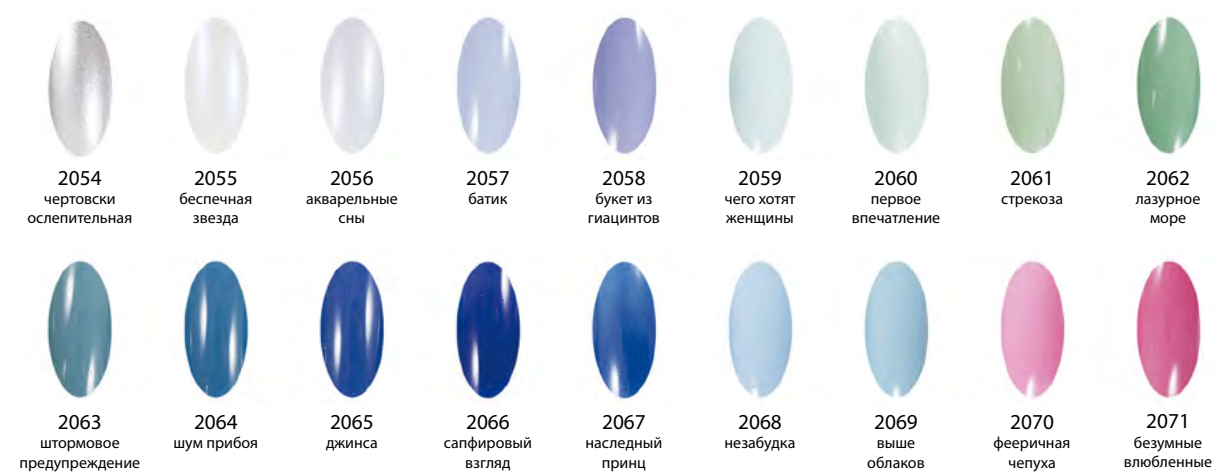 2054 2055 2056 2057 2058 2059 2060 2061 2062
чертовски беспечная акварельные батик букет из чего хотят первое стрекоза лазурное
ослепительная звезда сны гиацинтов женщины впечатление море
2063 2064 2065 2066 2067 2068 2069 2070 2071
штормовое шум прибоя джинса сапфировый наследный незабудка выше фееричная безумные
предупреждение взгляд принц облаков чепуха влюбленные